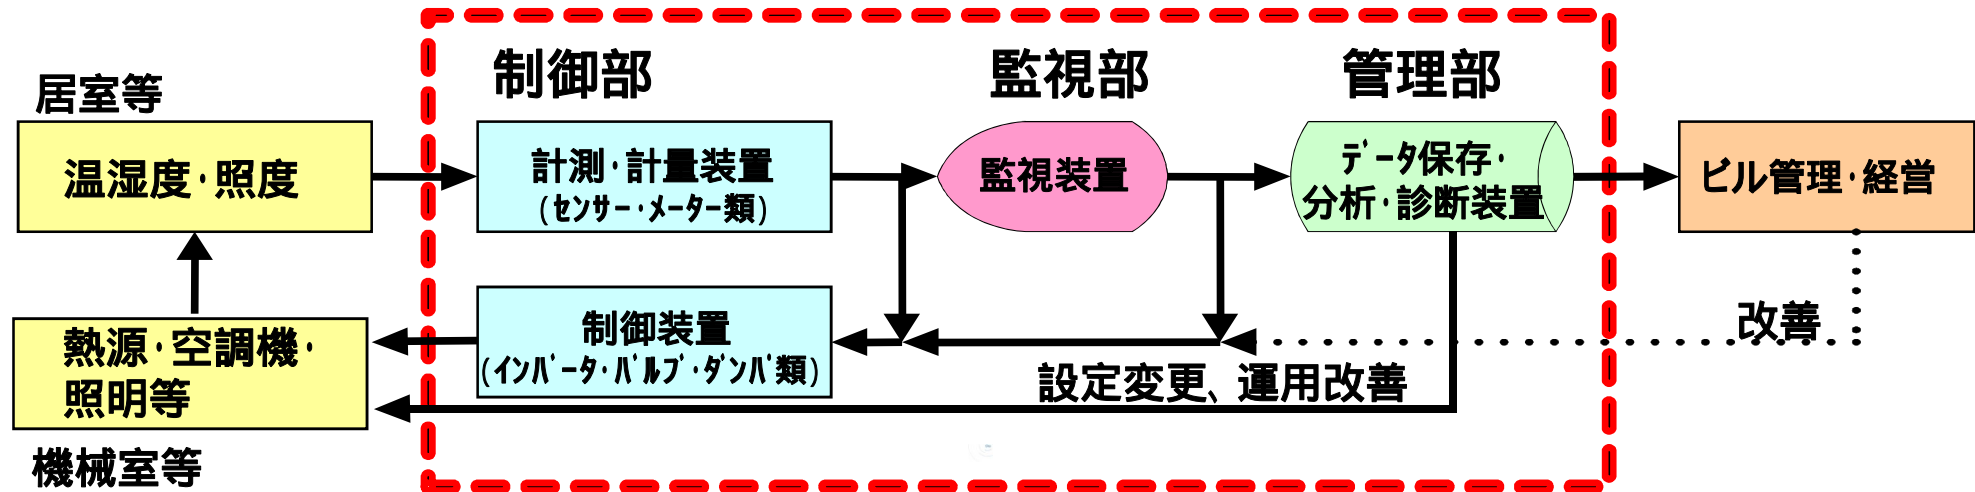 制御部
監視部
管理部
居室等
温湿度・照度
計測・計量装置
(センサー・メーター類)
監視装置
データ保存・
分析・診断装置
ビル管理・経営
制御装置
(インバータ・バルブ・ダンパ類)
改善
熱源・空調機・
照明等
設定変更、運用改善
機械室等